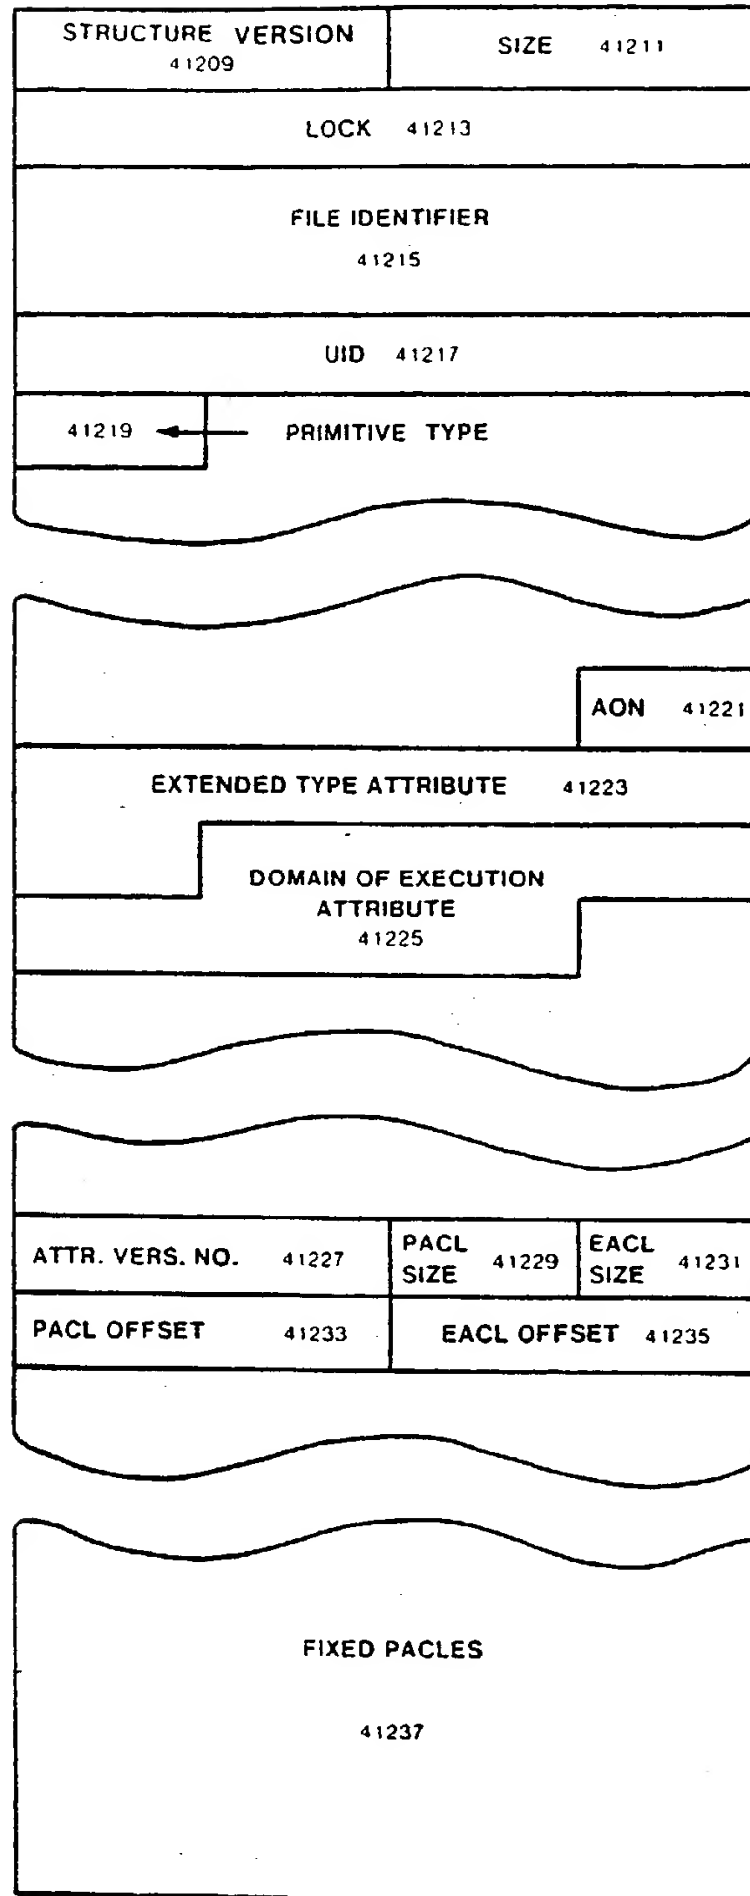 STRUCTURE VERSION
41209
SIZE 41211
LOCK 41213
FILE IDENTIFIER
41215
UID 41217
41219 PRIMITIVE TYPE
AON 41221
EXTENDED TYPE ATTRIBUTE 41223
DOMAIN OF EXECUTION
ATTRIBUTE
41225
ATTR. VERS. NO. 41227
PACL
SIZE 41229
EACL
SIZE 41231
PACL OFFSET 41233
EACL OFFSET 41235
FIXED PACLES
41237